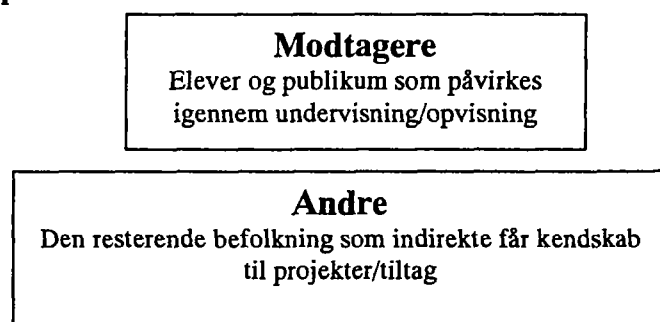 Modtagere
Elever og publikum som påvirkes
igennem undervisning/opvisning
Andre
Den resterende befolkning som indirekte får kendskab
til projekter/tiltag